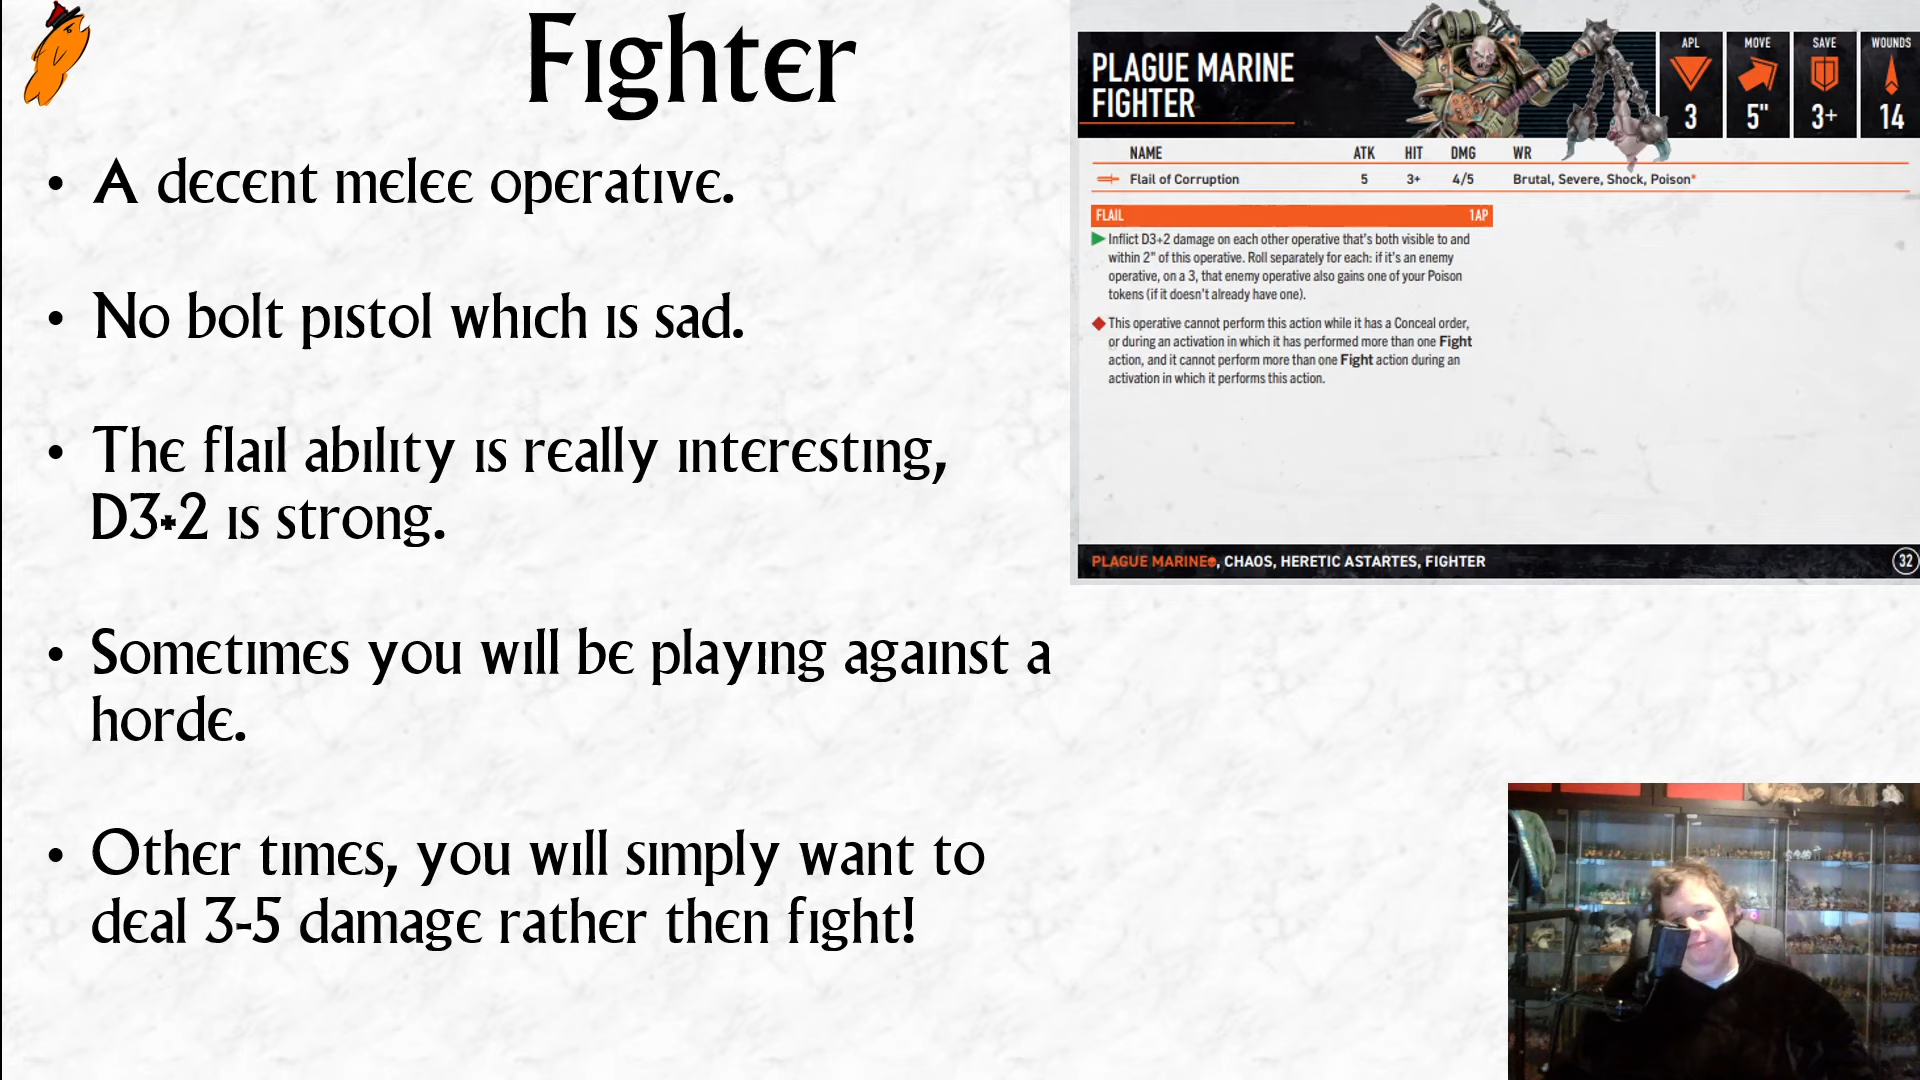 Fighter
• A decent melee operative.
• No bolt pistol which is sad.
• The flail ability is really interesting,
D3+2 is strong.
• Sometimes you will be playing against a
horde.
• Other times, you will simply want to
deal 3-5 damage rather then fight!
PLAGUE MARINE
FIGHTER
APL MOVE SAVE WOUNDS
3 5" 3+ 14
NAME ATK HIT DMG WR
Flail of Corruption 5 3+ 4/5 Brutal, Severe, Shock, Poison*
FLAIL 1AP
Inflict D3+2 damage on each other operative that's both visible to and
within 2" of this operative. Roll separately for each: if it's an enemy
operative, on a 3, that enemy operative also gains one of your Poison
tokens (if it doesn't already have one).
This operative cannot perform this action while it has a Conceal order,
or during an activation in which it has performed more than one Fight
action, and it cannot perform more than one Fight action during an
activation in which it performs this action.
PLAGUE MARINE, CHAOS, HERETIC ASTARTES, FIGHTER
32